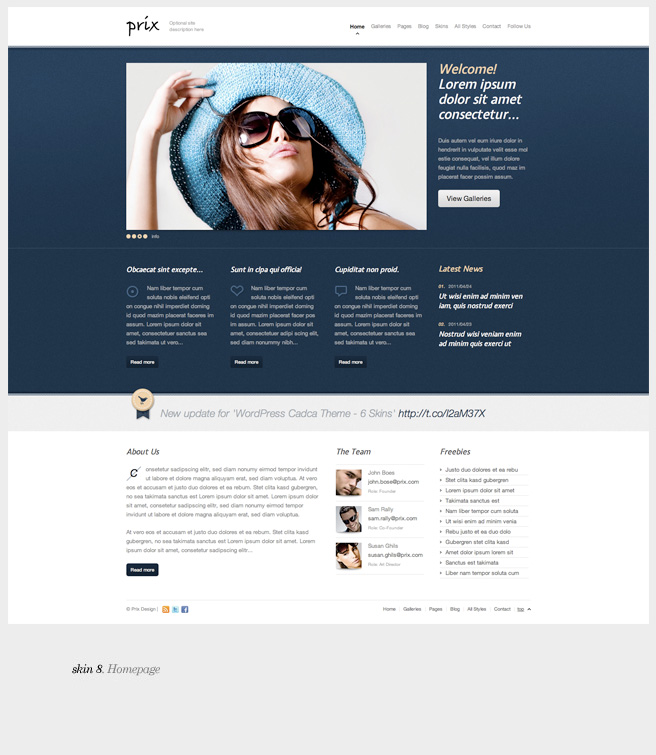 prix
Optional site
description here
Home Galleries Pages Blog Skins All Styles Contact Follow Us
Welcome!
Lorem ipsum
dolor sit amet
consectetur...
Duis autem vel eum iriure dolor in
hendrerit in vulputate velit esse mol
estie consequat, vel illum dolore
feugiat nulla facilisis, quod maz im
placerat facer possim assum.
View Galleries
Info
Obcaecat sint excepte...
Nam liber tempor cum
soluta nobis eleifend opti
on congue nihil imperdiet doming
id quod mazim placerat faceres im
assum. Lorem ipsum dolor sit
amet, consectetuer sanctus sea
sed takimata ut vero...
Read more
Sunt in clpa qui official
Nam liber tempor cum
soluta nobis eleifend opti
on congue nihil imperdiet doming
id quod mazim placerat facer pos
im assum. Lorem ipsum dolor sit
amet, consectetuer adipi scing elit,
sed diam nonummy nibh...
Read more
Cupiditat non proid.
Nam liber tempor cum
soluta nobis eleifend opti
on congue nihil imperdiet doming
id quod mazim placerat facer im
assum. Lorem ipsum dolor sit
amet, consectetuer sanctus sea
takimata ut vero...
Read more
Latest News
01. 2011/04/24
Ut wisi enim ad minim ven
iam, quis nostrud exerci
02. 2011/04/23
Nostrud wisi veniam enim
ad minim quis exerci ut
New update for 'WordPress Cadca Theme - 6 Skins' http://t.co/I2aM37X
About Us
C onsetetur sadipscing elitr, sed diam nonumy eirmod tempor invidunt
ut labore et dolore magna aliquyam erat, sed diam voluptua. At vero
eos et accusam et justo duo dolores et ea rebum. Stet clita kasd gubergren,
no sea takimata sanctus est Lorem ipsum dolor sit amet. Lorem ipsum dolor
sit amet, consetetur sadipscing elitr, sed diam nonumy eirmod tempor
invidunt ut labore et dolore magna aliquyam erat, sed diam voluptua.
At vero eos et accusam et justo duo dolores et ea rebum. Stet clita kasd
gubergren, no sea takimata sanctus est Lorem ipsum dolor sit amet. Lorem
ipsum dolor sit amet, consetetur sadipscing elitr...
Read more
The Team
John Boes
john.bose@prix.com
Role: Founder
Sam Rally
sam.rally@prix.com
Role: Co-Founder
Susan Ghils
susan.ghils@prix.com
Role: Art Director
Freebies
Justo duo dolores et ea rebu
Stet clita kasd gubergren
Lorem ipsum dolor sit amet
Takimata sanctus est
Nam liber tempor cum soluta
Ut wisi enim ad minim venia
Rebu justo et ea duo dolo
Gubergren stet clita kasd
Amet dolor ipsum lorem sit
Sanctus est takimata
Liber nam tempor soluta cum
© Prix Design |
Home Galleries Pages Blog All Styles Contact top
skin 8. Homepage